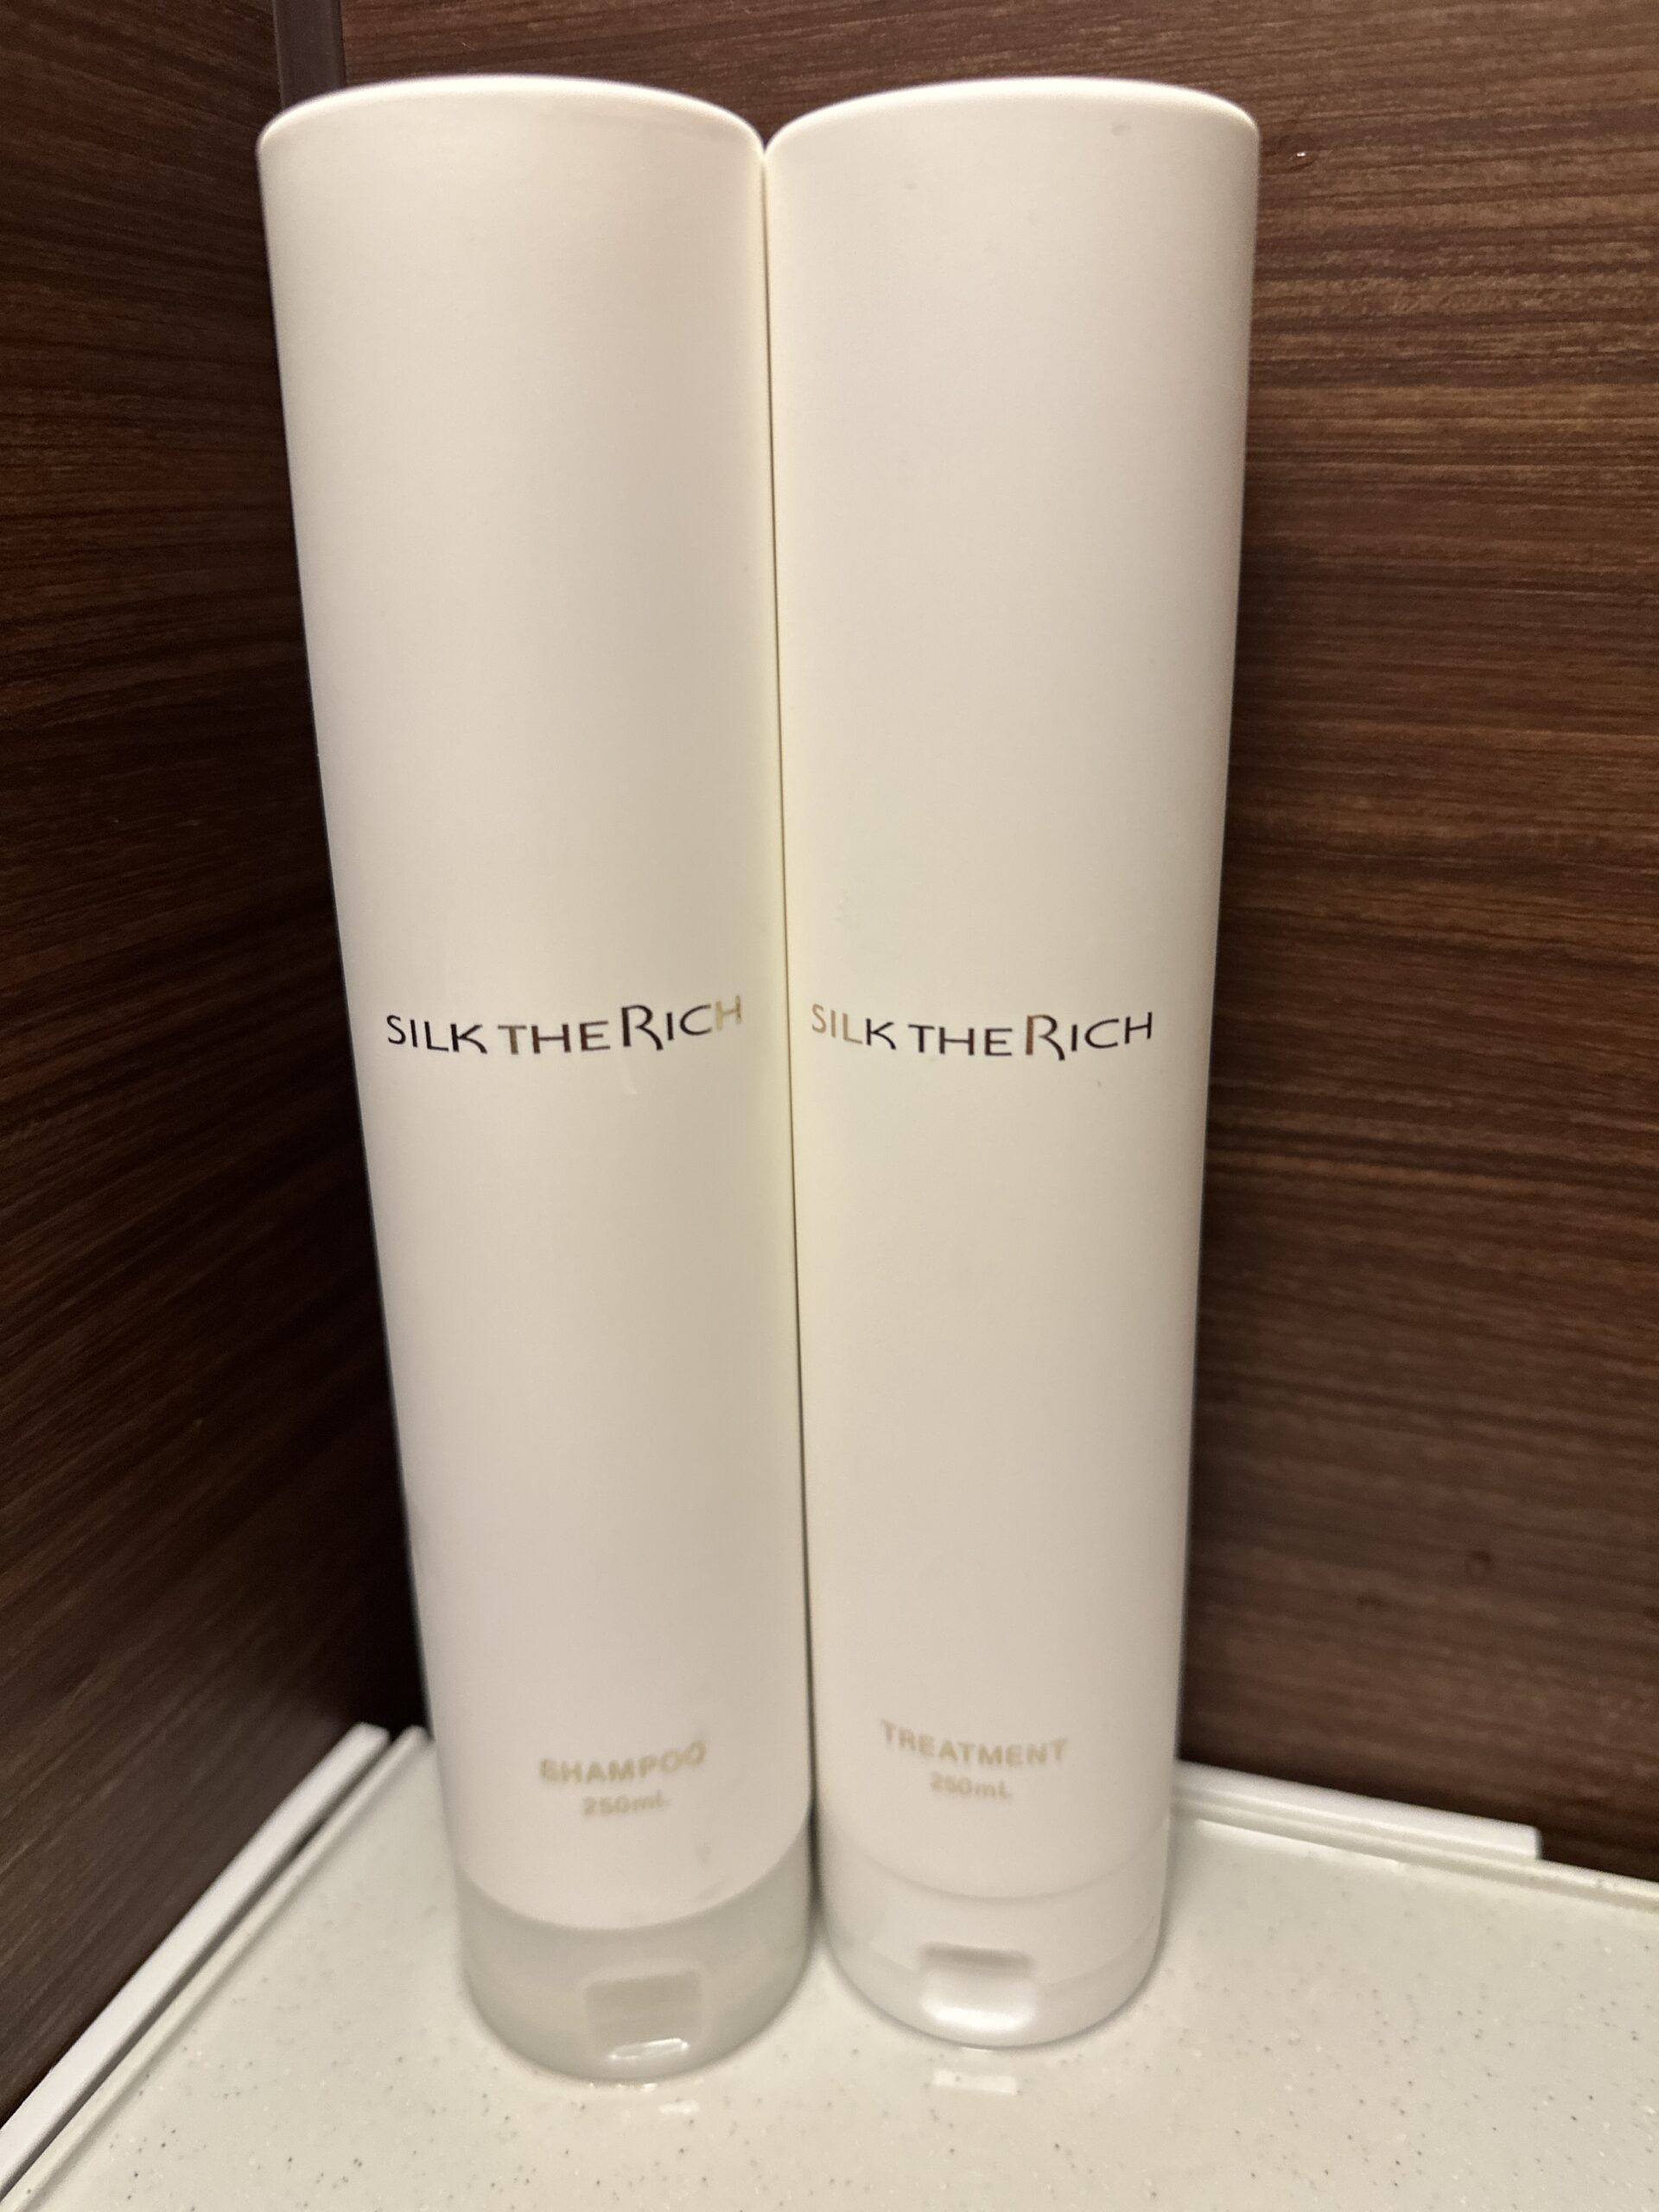 SILK THE RICH
SHAMPOO
250mL
SILK THE RICH
TREATMENT
250mL